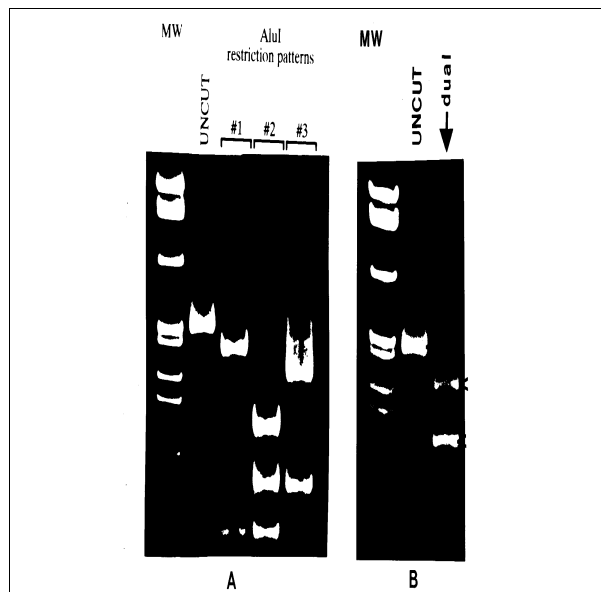 MW
AluI
restriction patterns
UNCUT
#1
#2
#3
A
MW
UNCUT
dual
B